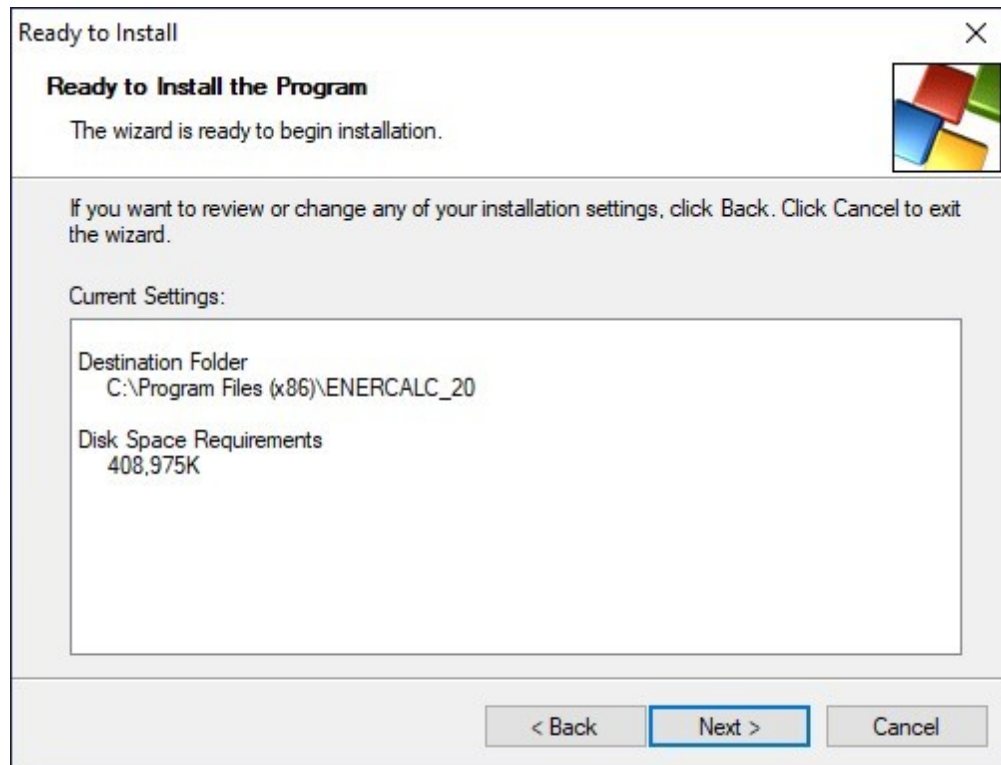 Ready to Install
Ready to Install the Program
The wizard is ready to begin installation.
If you want to review or change any of your installation settings, click Back. Click Cancel to exit
the wizard.
Current Settings:
Destination Folder
C:\Program Files (x86)\ENERCALC_20
Disk Space Requirements
408,975K
< Back
Next >
Cancel